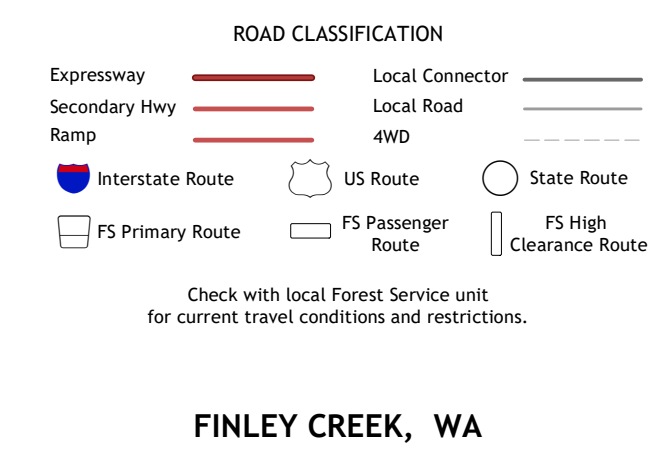 ROAD CLASSIFICATION
Expressway
Local Connector
Secondary Hwy
Local Road
Ramp
4WD
Interstate Route
US Route
State Route
FS Primary Route
FS Passenger
Route
FS High
Clearance Route
Check with local Forest Service unit
for current travel conditions and restrictions.
FINLEY CREEK, WA